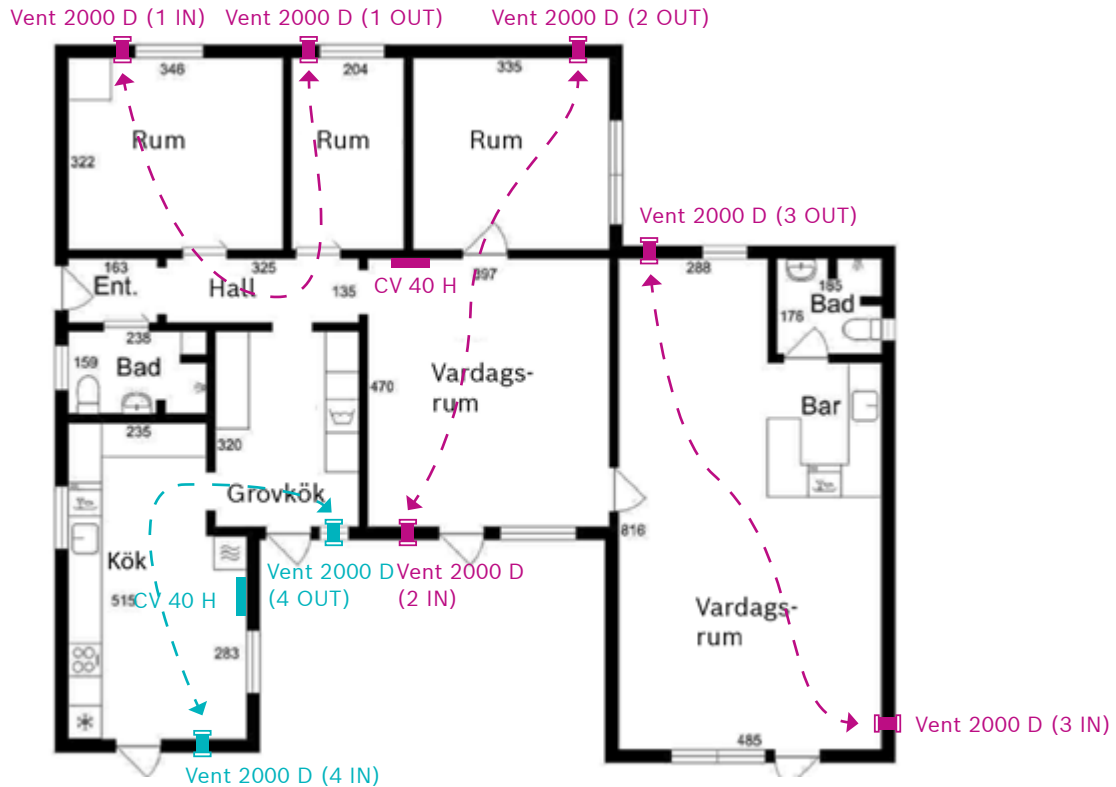 Vent 2000 D (1 IN)
Vent 2000 D (1 OUT)
Vent 2000 D (2 OUT)
346
204
335
Rum
Rum
Rum
322
Vent 2000 D (3 OUT)
163
325
397
288
Ent.
Hall
135
CV 40 H
165
Bad
176
238
159
Bad
470
Vardags-
rum
Bar
235
320
Grovkök
816
Kök
Vent 2000 D
(4 OUT)
Vent 2000 D
(2 IN)
515
CV 40 H
Vardags-
rum
283
485
Vent 2000 D (3 IN)
Vent 2000 D (4 IN)